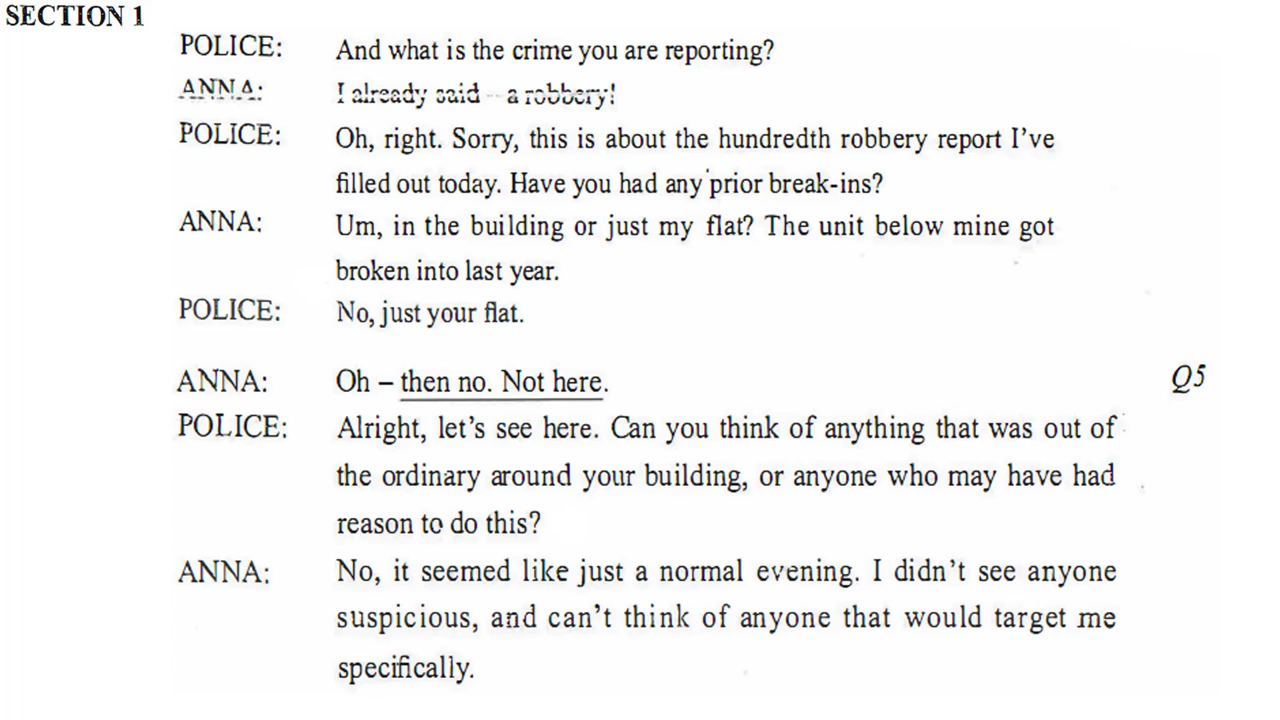 SECTION 1
POLICE: And what is the crime you are reporting?
ANNA: I already said – a robbery!
POLICE: Oh, right. Sorry, this is about the hundredth robbery report I've
filled out today. Have you had any prior break-ins?
ANNA: Um, in the building or just my flat? The unit below mine got
broken into last year.
POLICE: No, just your flat.
ANNA: Oh – then no. Not here. Q5
POLICE: Alright, let's see here. Can you think of anything that was out of
the ordinary around your building, or anyone who may have had
reason to do this?
ANNA: No, it seemed like just a normal evening. I didn't see anyone
suspicious, and can't think of anyone that would target me
specifically.